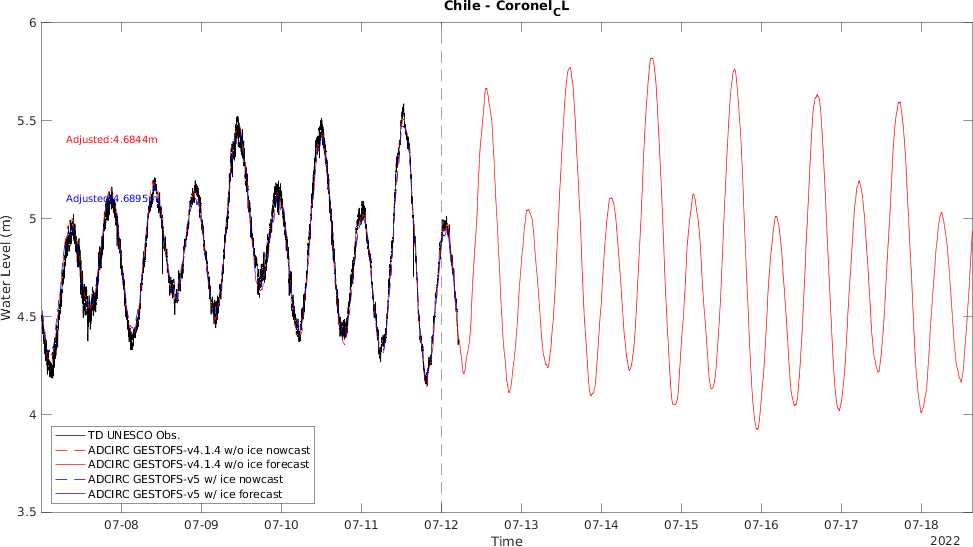 Chile - Coronel_CL
6
5.5
5
4.5
4
3.5
Water Level (m)
Adjusted:4.6844m
Adjusted:4.6895m
TD UNESCO Obs.
ADCIRC GESTOFS-v4.1.4 w/o ice nowcast
ADCIRC GESTOFS-v4.1.4 w/o ice forecast
ADCIRC GESTOFS-v5 w/ ice nowcast
ADCIRC GESTOFS-v5 w/ ice forecast
07-08 07-09 07-10 07-11 07-12 07-13 07-14 07-15 07-16 07-17 07-18
Time
2022